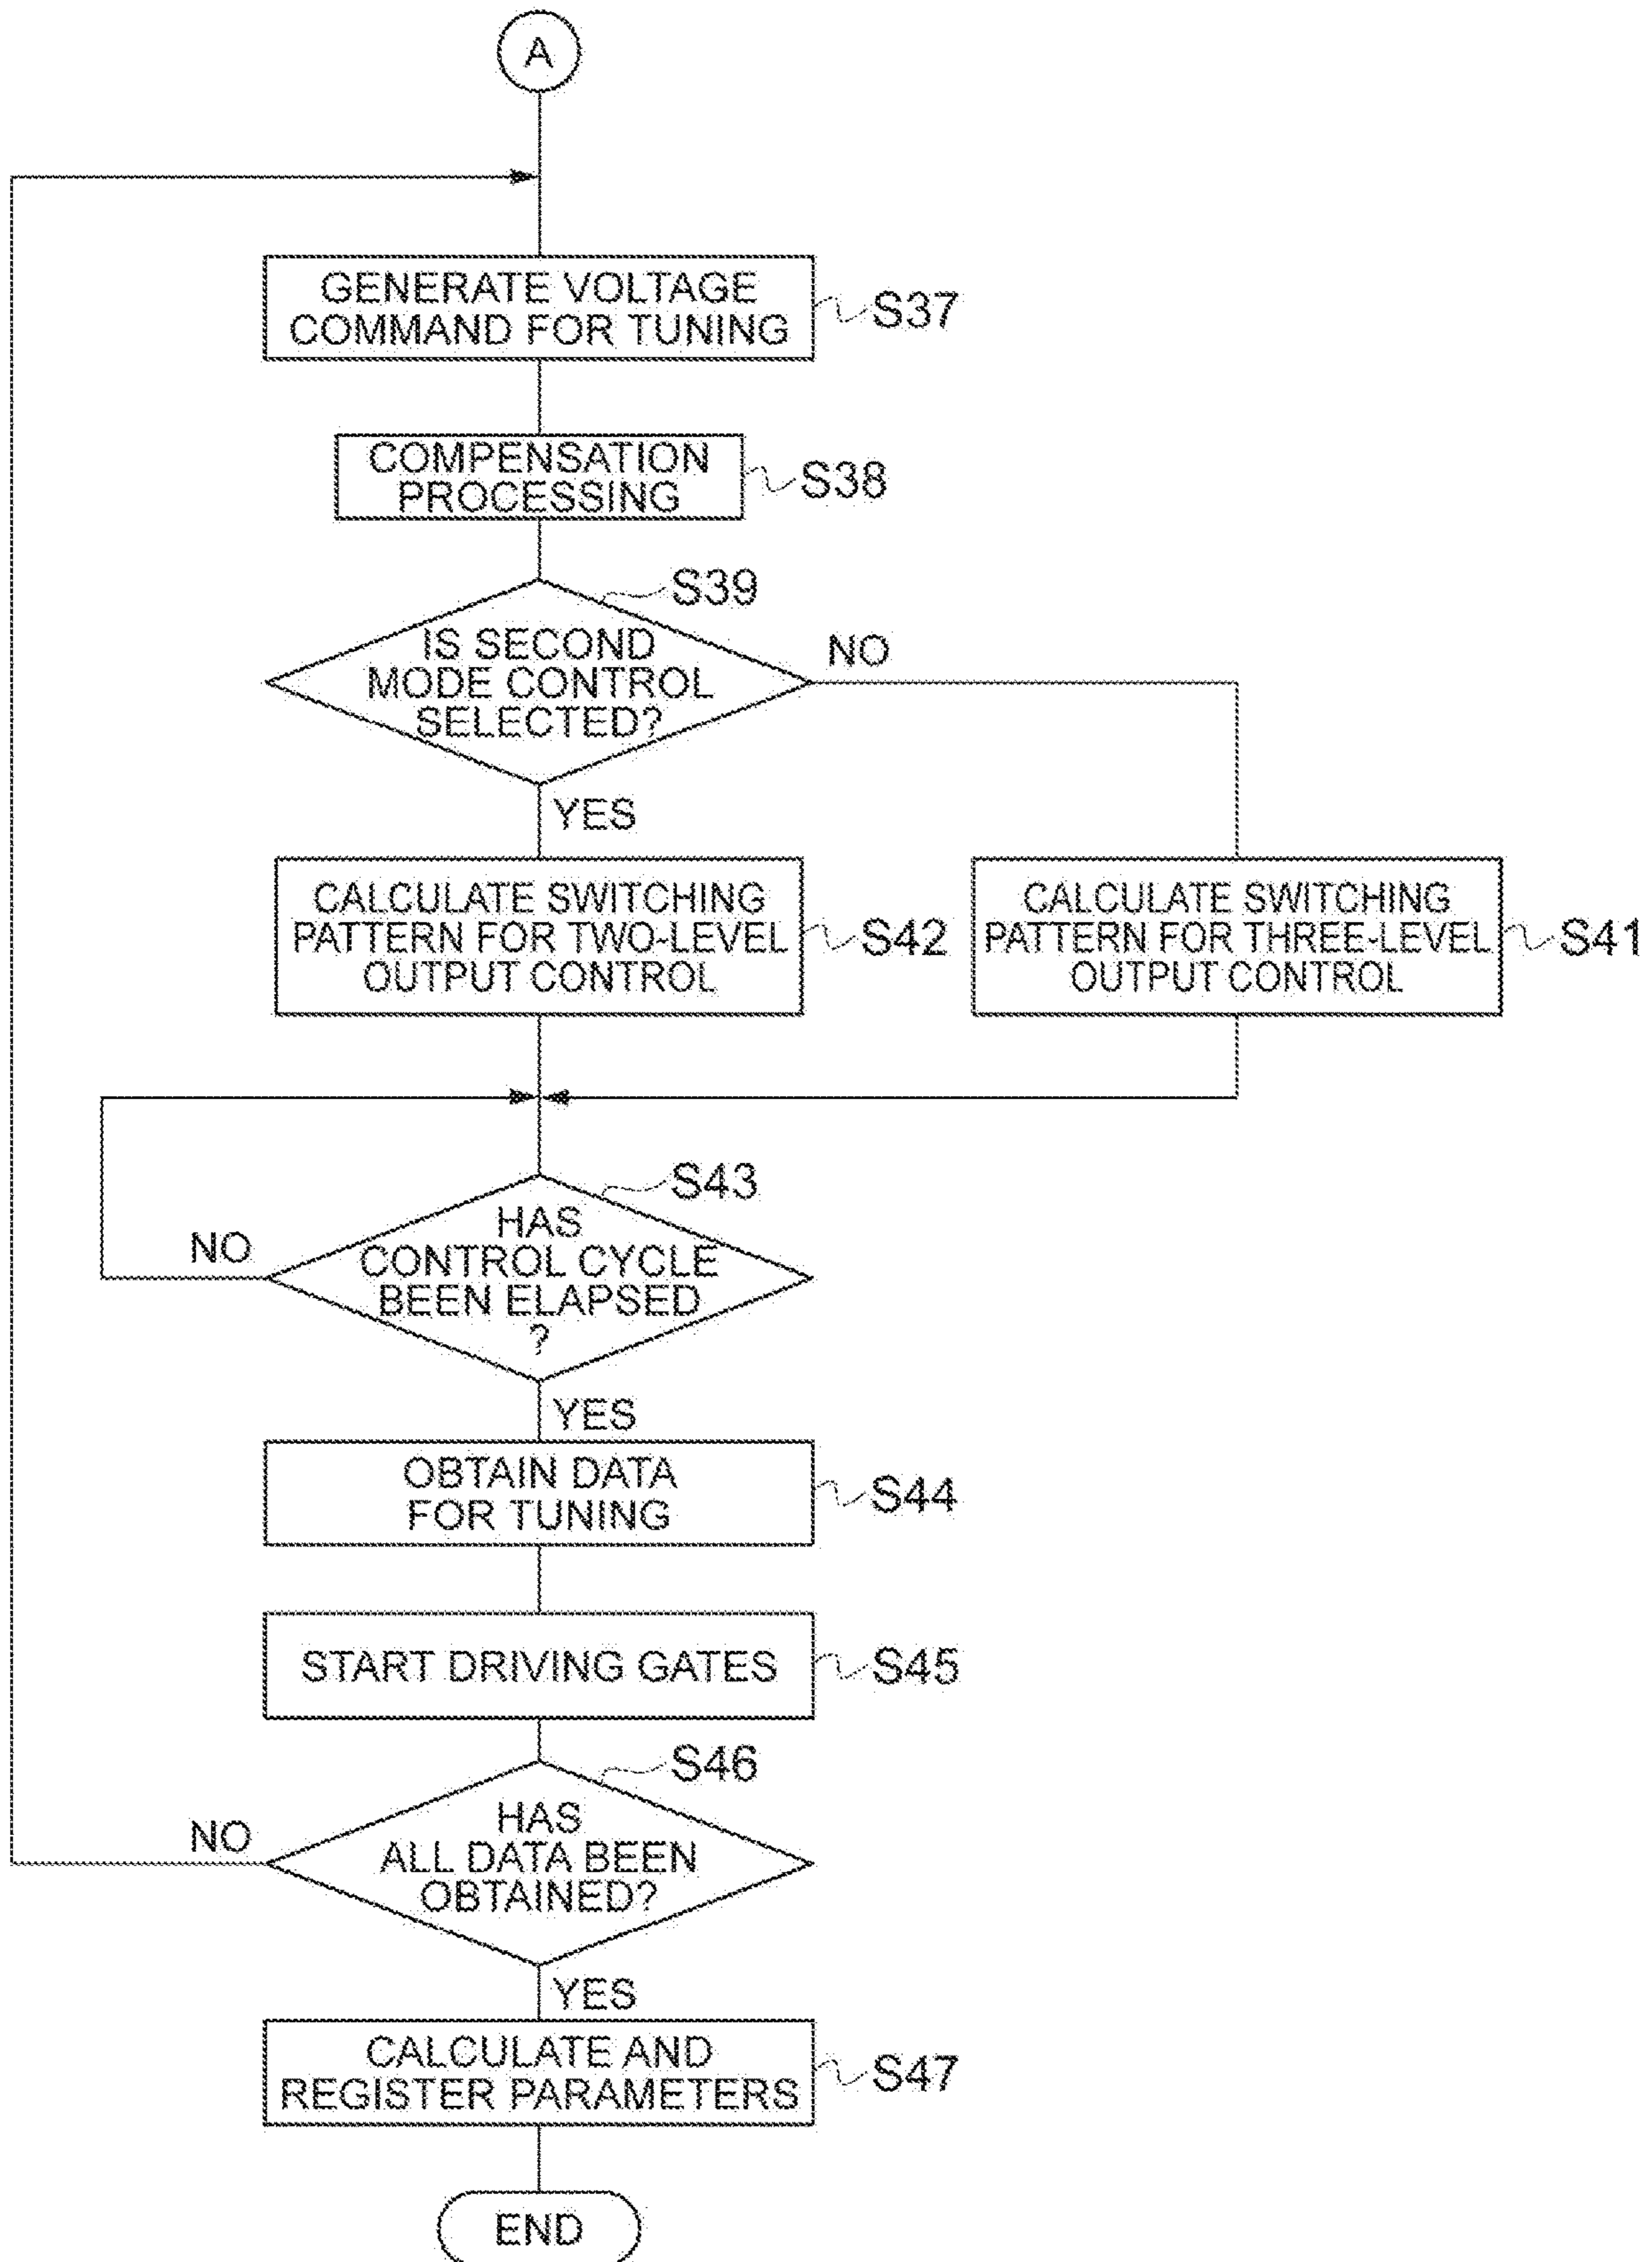 A
GENERATE VOLTAGE
COMMAND FOR TUNING
S37
COMPENSATION
PROCESSING
S38
S39
IS SECOND
MODE CONTROL
SELECTED?
NO
YES
CALCULATE SWITCHING
PATTERN FOR TWO-LEVEL
OUTPUT CONTROL
S42
CALCULATE SWITCHING
PATTERN FOR THREE-LEVEL
OUTPUT CONTROL
S41
S43
HAS
CONTROL CYCLE
BEEN ELAPSED
?
NO
YES
OBTAIN DATA
FOR TUNING
S44
START DRIVING GATES
S45
S46
HAS
ALL DATA BEEN
OBTAINED?
NO
YES
CALCULATE AND
REGISTER PARAMETERS
S47
END